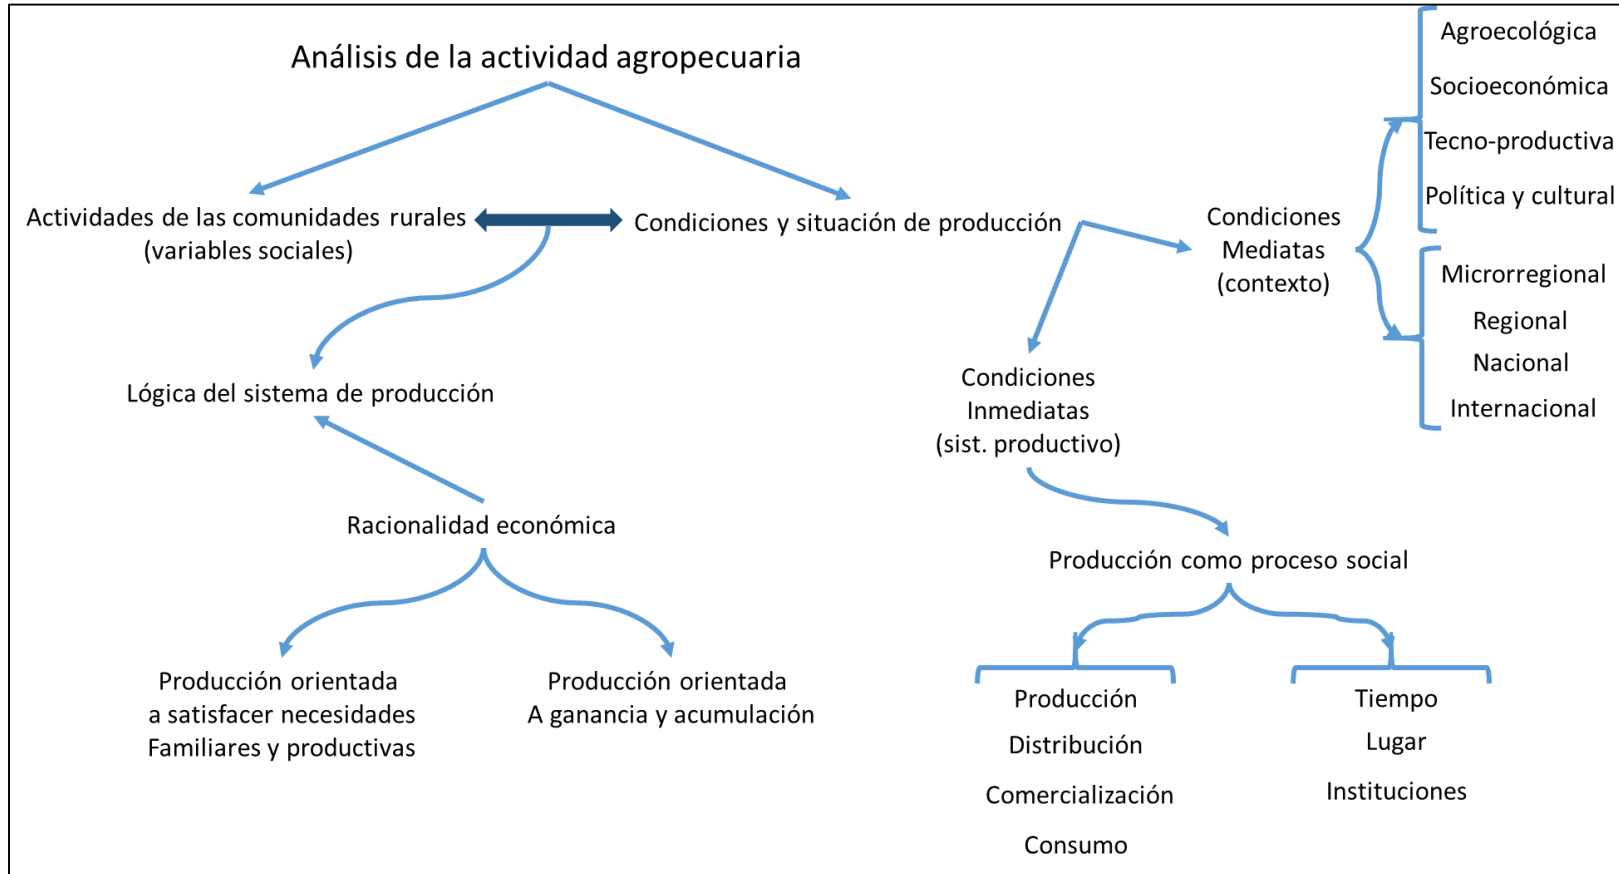 Análisis de la actividad agropecuaria
Actividades de las comunidades rurales
(variables sociales)
Condiciones y situación de producción
Condiciones
Mediatas
(contexto)
Agroecológica
Socioeconómica
Tecno-productiva
Política y cultural
Microrregional
Regional
Nacional
Internacional
Lógica del sistema de producción
Condiciones
Inmediatas
(sist. productivo)
Racionalidad económica
Producción como proceso social
Producción orientada
a satisfacer necesidades
Familiares y productivas
Producción orientada
A ganancia y acumulación
Producción
Distribución
Comercialización
Consumo
Tiempo
Lugar
Instituciones